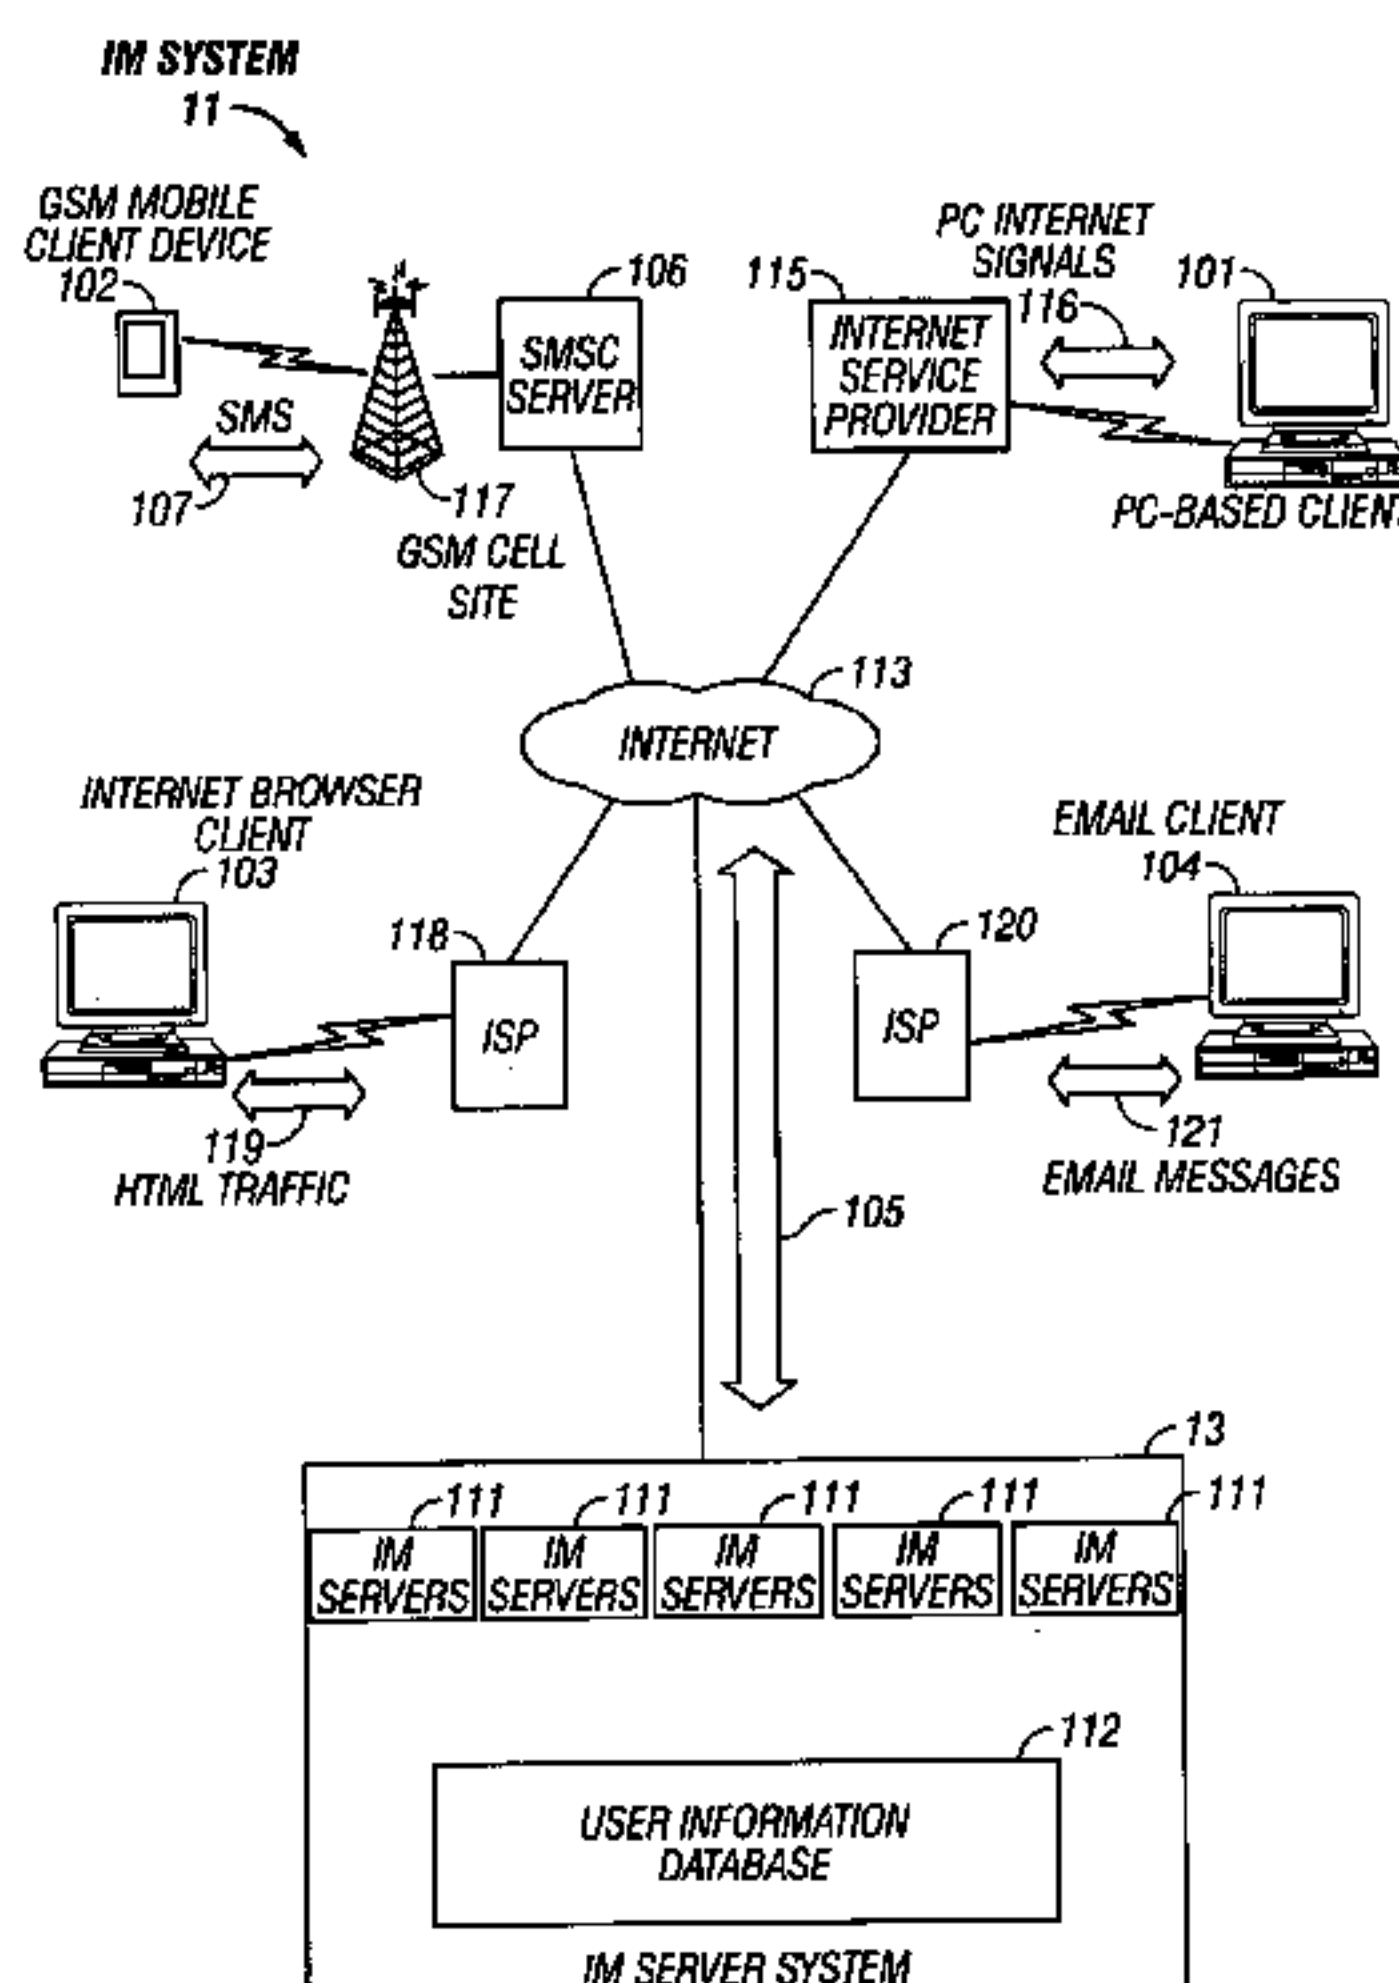 IM SYSTEM
11
GSM MOBILE
CLIENT DEVICE
102
106
SMSC
SERVER
SMS
107
117
GSM CELL
SITE
115
INTERNET
SERVICE
PROVIDER
PC INTERNET
SIGNALS
116
101
PC-BASED CLIENT
113
INTERNET
INTERNET BROWSER
CLIENT
103
118
ISP
119
HTML TRAFFIC
EMAIL CLIENT
104
120
ISP
121
EMAIL MESSAGES
105
13
111 111 111 111 111
IM
SERVERS
IM
SERVERS
IM
SERVERS
IM
SERVERS
IM
SERVERS
112
USER INFORMATION
DATABASE
IM SERVER SYSTEM